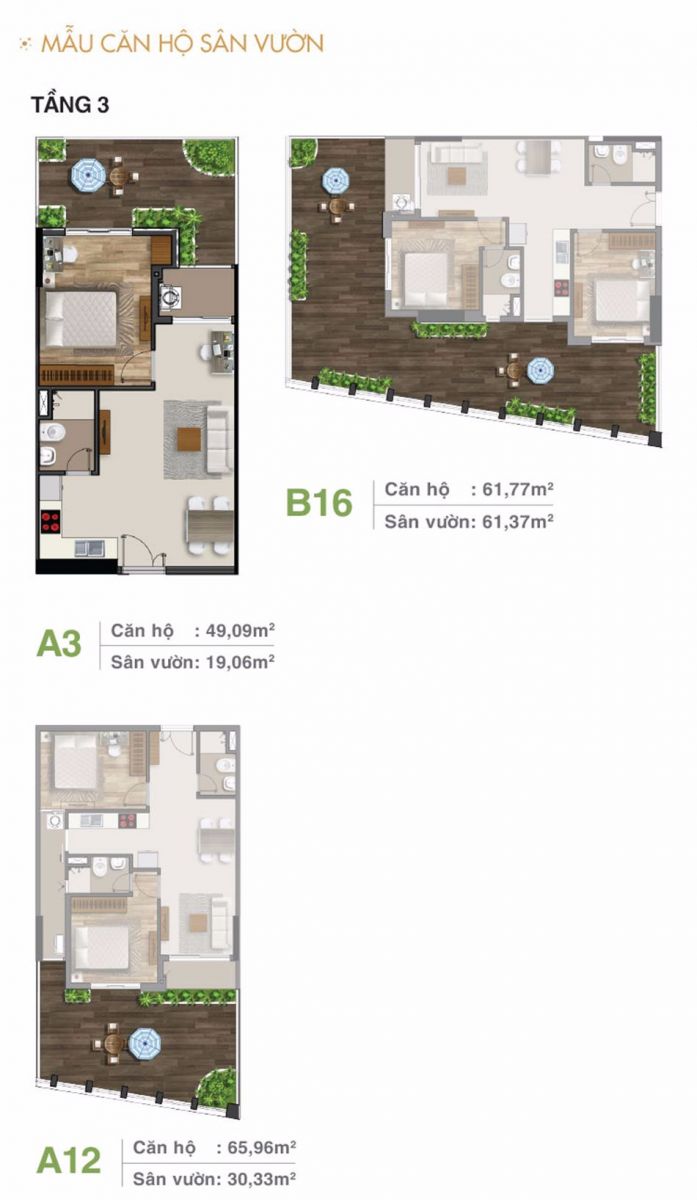 MẪU CĂN HỘ SÂN VƯỜN
TẦNG 3
B16
Căn hộ : 61,77m²
Sân vườn: 61,37m²
A3
Căn hộ : 49,09m²
Sân vườn: 19,06m²
A12
Căn hộ : 65,96m²
Sân vườn: 30,33m²